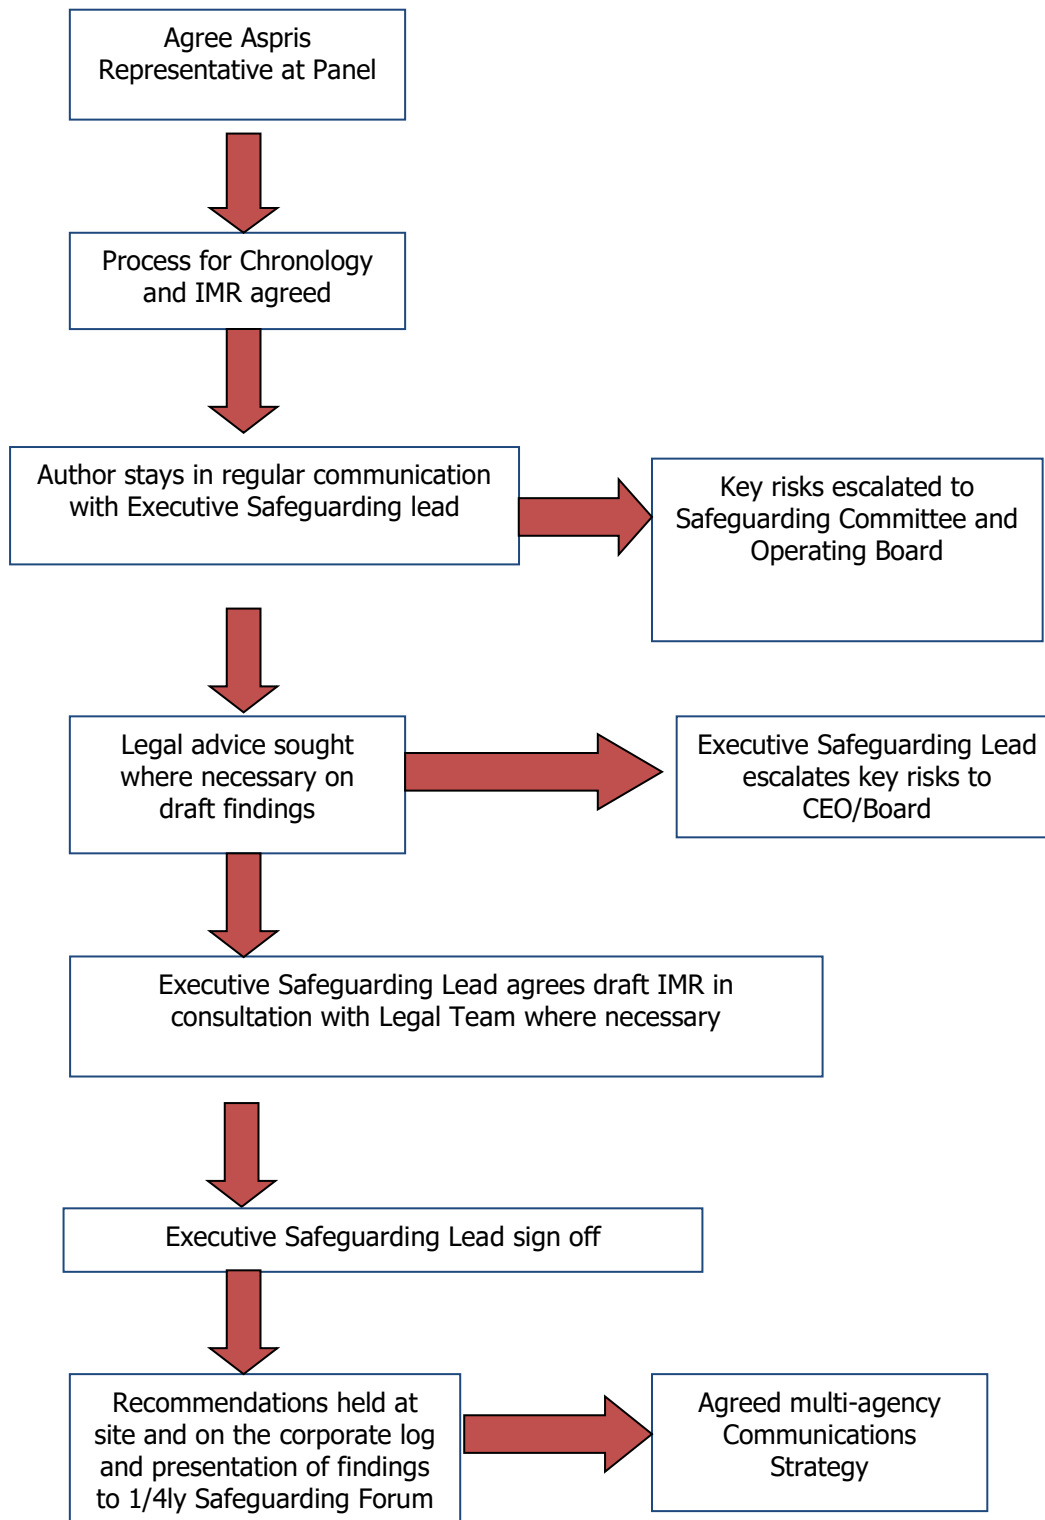 Agree Aspris
Representative at Panel
Process for Chronology
and IMR agreed
Author stays in regular communication
with Executive Safeguarding lead
Key risks escalated to
Safeguarding Committee and
Operating Board
Legal advice sought
where necessary on
draft findings
Executive Safeguarding Lead
escalates key risks to
CEO/Board
Executive Safeguarding Lead agrees draft IMR in
consultation with Legal Team where necessary
Executive Safeguarding Lead sign off
Recommendations held at
site and on the corporate log
and presentation of findings
to 1/4ly Safeguarding Forum
Agreed multi-agency
Communications
Strategy